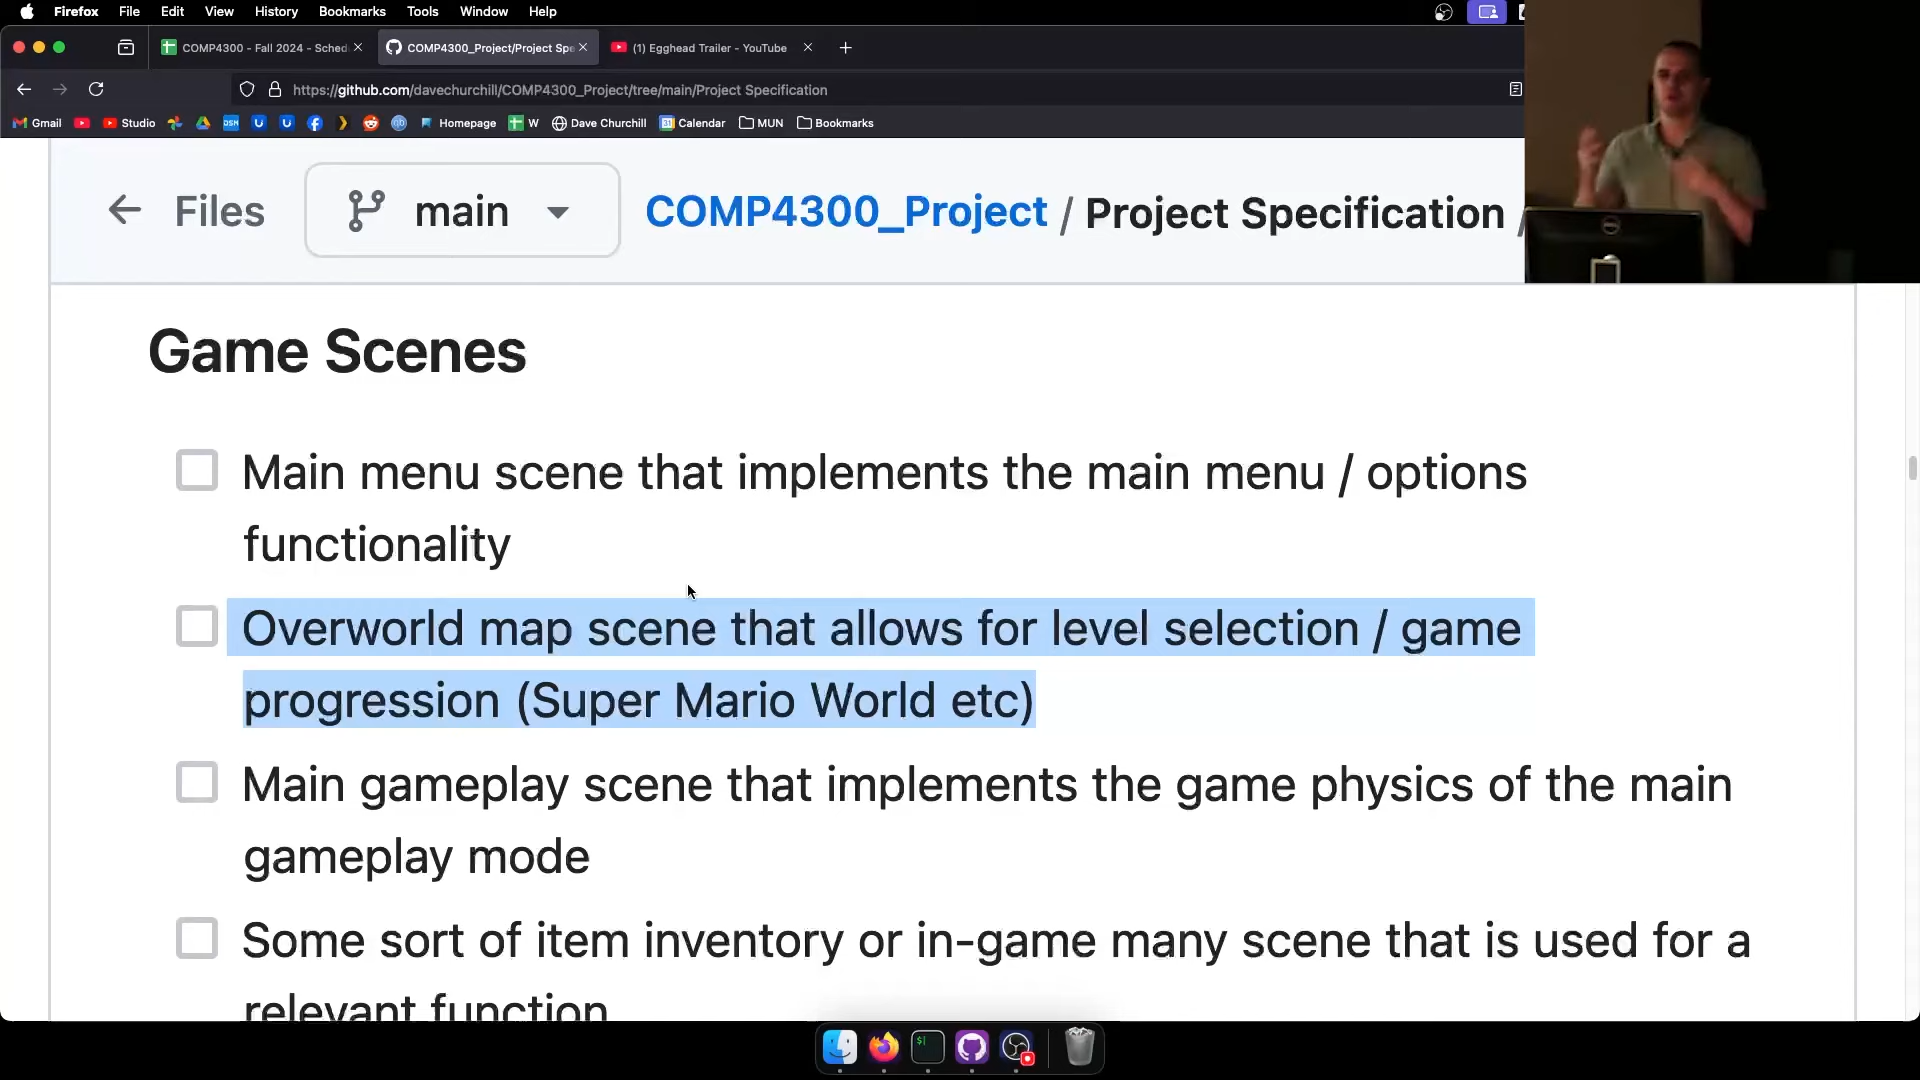 Firefox File Edit View History Bookmarks Tools Window Help
COMP4300 - Fall 2024 - Sched
COMP4300_Project/Project Spe
(1) Egghead Trailer - YouTube
https://github.com/davechurchill/COMP4300_Project/tree/main/Project Specification
Gmail Studio DSM Homepage W Dave Churchill 31 Calendar MUN Bookmarks
Files main COMP4300_Project / Project Specification /
Game Scenes
Main menu scene that implements the main menu / options
functionality
Overworld map scene that allows for level selection / game
progression (Super Mario World etc)
Main gameplay scene that implements the game physics of the main
gameplay mode
Some sort of item inventory or in-game many scene that is used for a
relevant function